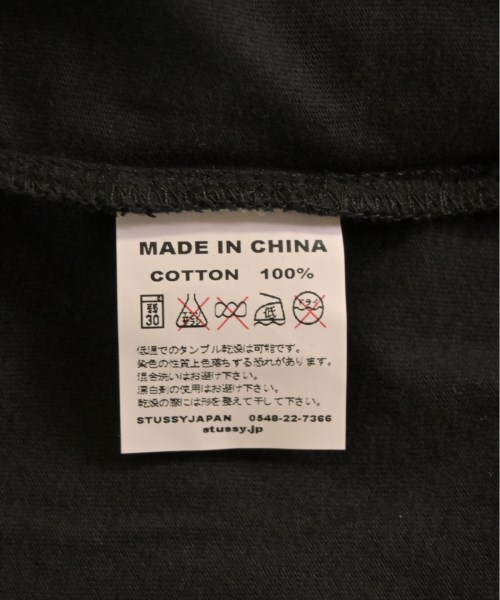 MADE IN CHINA
COTTON 100%
30 低
低温でのタンブル乾燥は可能です。
染色の性質上色落ちする恐れがあります。
混合洗いはお避け下さい。
漂白剤の使用はお避け下さい。
乾燥の際には形を整えて干して下さい。
STUSSYJAPAN 0548-22-7366
stussy.jp